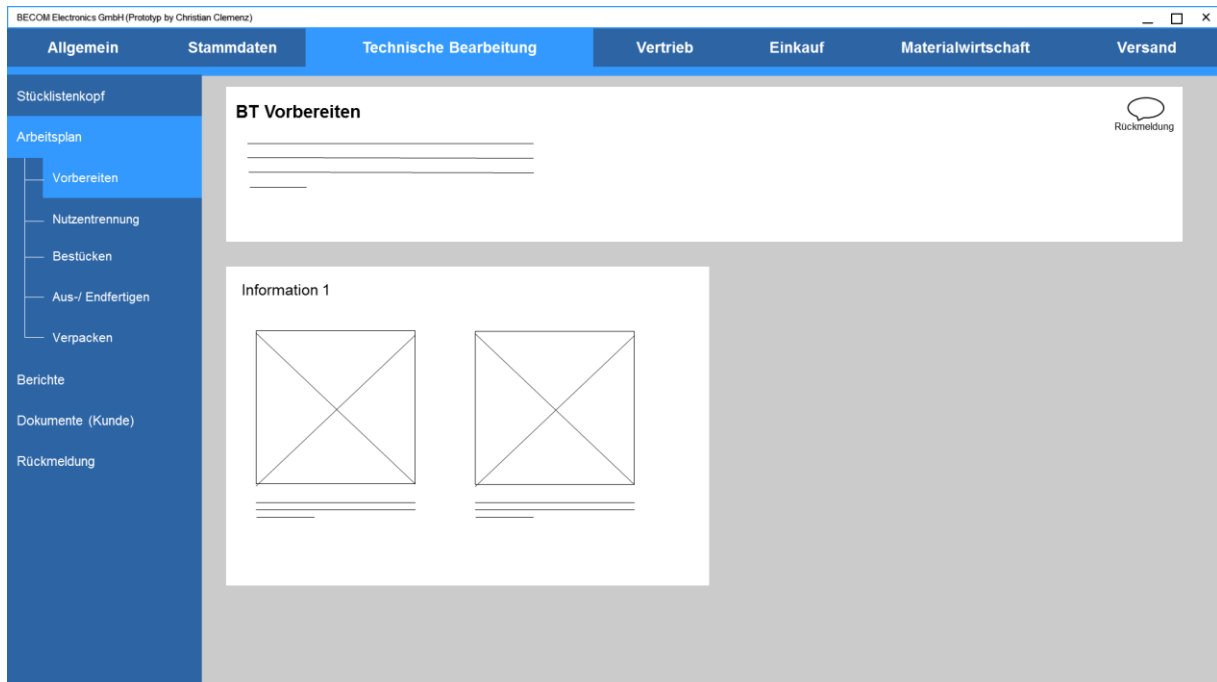 BECOM Electronics GmbH (Prototyp by Christian Clemenz)
Allgemein Stammdaten Technische Bearbeitung Vertrieb Einkauf Materialwirtschaft Versand
Stücklistenkopf
Arbeitsplan
Vorbereiten
Nutzentrennung
Bestücken
Aus-/ Endfertigen
Verpacken
Berichte
Dokumente (Kunde)
Rückmeldung
BT Vorbereiten
Rückmeldung
Information 1